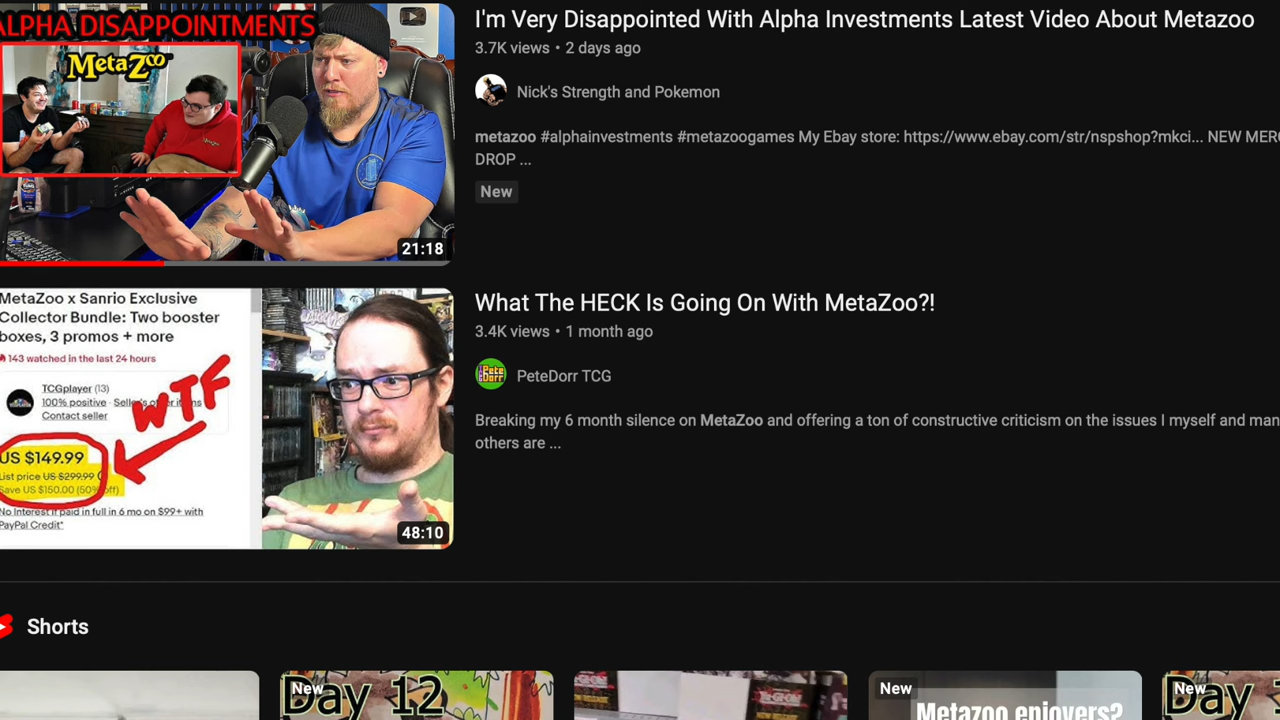 ALPHA DISAPPOINTMENTS
METAZOO
21:18
I'm Very Disappointed With Alpha Investments Latest Video About Metazoo
3.7K views • 2 days ago
Nick's Strength and Pokemon
metazoo #alphainvestments #metazoogames My Ebay store: https://www.ebay.com/str/nspshop?mkci... NEW MER
DROP ...
New
MetaZoo x Sanrio Exclusive
Collector Bundle: Two booster
boxes, 3 promos + more
143 watched in the last 24 hours
TCGplayer (13)
100% positive · Seller's other items
Contact seller
WTF
US $149.99
List price US $299.99
Save US $150.00 (50% off)
No Interest if paid in full in 6 mo on $99+ with
PayPal Credit*
48:10
What The HECK Is Going On With MetaZoo?!
3.4K views • 1 month ago
PeteDorr TCG
Breaking my 6 month silence on MetaZoo and offering a ton of constructive criticism on the issues I myself and man
others are ...
Shorts
New
Day 12
New
Metazoo enjoyers?
New
Day